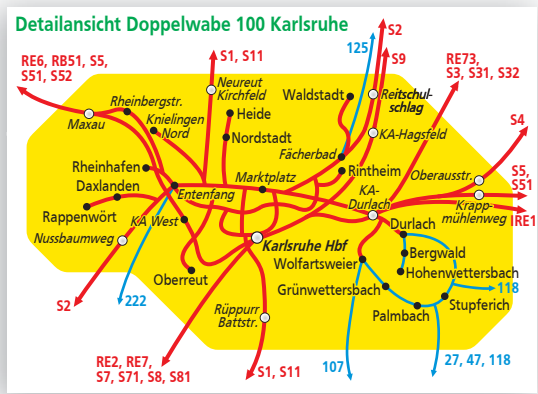 Detailansicht Doppelwabe 100 Karlsruhe
RE6, RB51, S5,
S51, S52
S1, S11
125
S2
S9
RE73,
S3, S31, S32
S4
S5,
S51
IRE1
Rheinbergstr.
Maxau
Knielingen
Nord
Neureut
Kirchfeld
Heide
Nordstadt
Waldstadt
Reitschul-
schlag
KA-Hagsfeld
Fächerbad
Rintheim
Rheinhafen
Daxlanden
Rappenwört
Entenfang
Marktplatz
KA-
Durlach
Oberausstr.
Krapp-
mühlenweg
KA West
Nussbaumweg
Oberreut
Karlsruhe Hbf
Wolfartsweier
Durlach
Bergwald
Hohenwettersbach
Grünwettersbach
Palmbach
Stupferich
118
Rüppurr
Battstr.
S2
222
RE2, RE7,
S7, S71, S8, S81
S1, S11
107
27, 47, 118